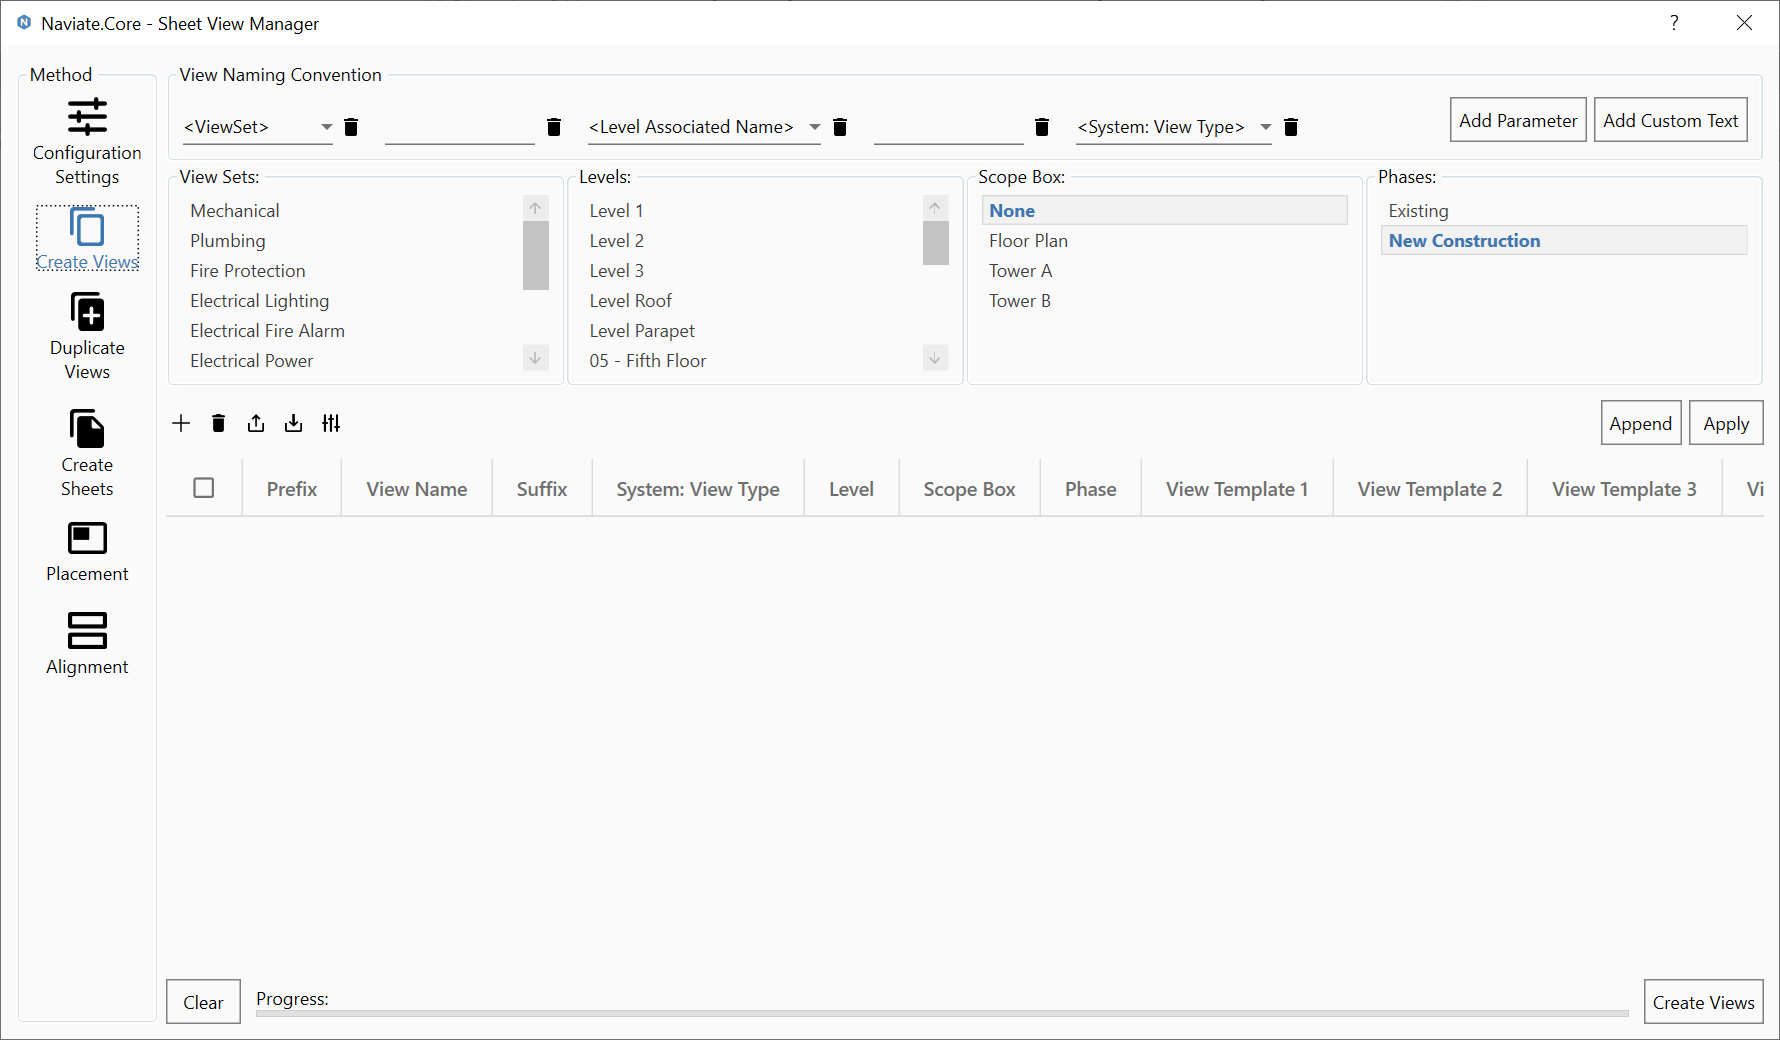 Naviate.Core - Sheet View Manager
?
Method
Configuration
Settings
Create Views
Duplicate
Views
Create
Sheets
Placement
Alignment
View Naming Convention
<ViewSet>
<Level Associated Name>
<System: View Type>
Add Parameter
Add Custom Text
View Sets:
Mechanical
Plumbing
Fire Protection
Electrical Lighting
Electrical Fire Alarm
Electrical Power
Levels:
Level 1
Level 2
Level 3
Level Roof
Level Parapet
05 - Fifth Floor
Scope Box:
None
Floor Plan
Tower A
Tower B
Phases:
Existing
New Construction
Append
Apply
Prefix
View Name
Suffix
System: View Type
Level
Scope Box
Phase
View Template 1
View Template 2
View Template 3
Vi
Clear
Progress:
Create Views